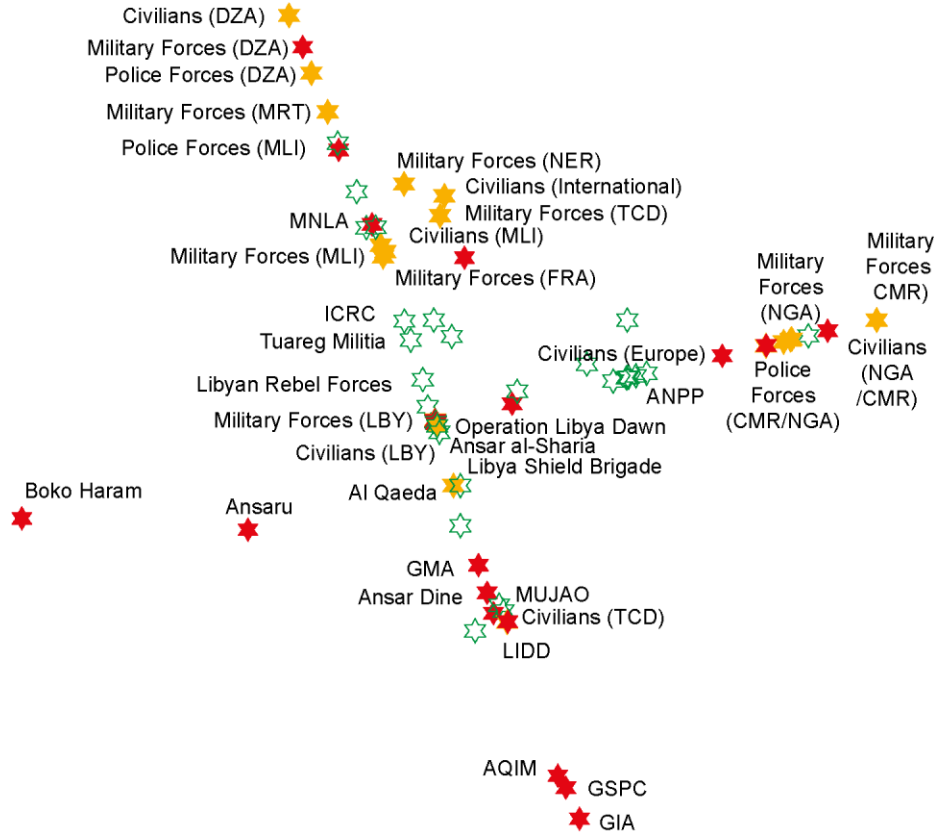 Civilians (DZA)
Military Forces (DZA)
Police Forces (DZA)
Military Forces (MRT)
Police Forces (MLI)
Military Forces (NER)
Civilians (International)
Military Forces (TCD)
MNLA
Civilians (MLI)
Military Forces (MLI)
Military Forces (FRA)
Military
Forces
(NGA)
Military
Forces
CMR)
ICRC
Tuareg Militia
Civilians (Europe)
Civilians
(NGA
/CMR)
Police
Forces
(CMR/NGA)
Libyan Rebel Forces
ANPP
Military Forces (LBY)
Operation Libya Dawn
Civilians (LBY)
Ansar al-Sharia
Libya Shield Brigade
Al Qaeda
Boko Haram
Ansaru
GMA
Ansar Dine
MUJAO
Civilians (TCD)
LIDD
AQIM
GSPC
GIA